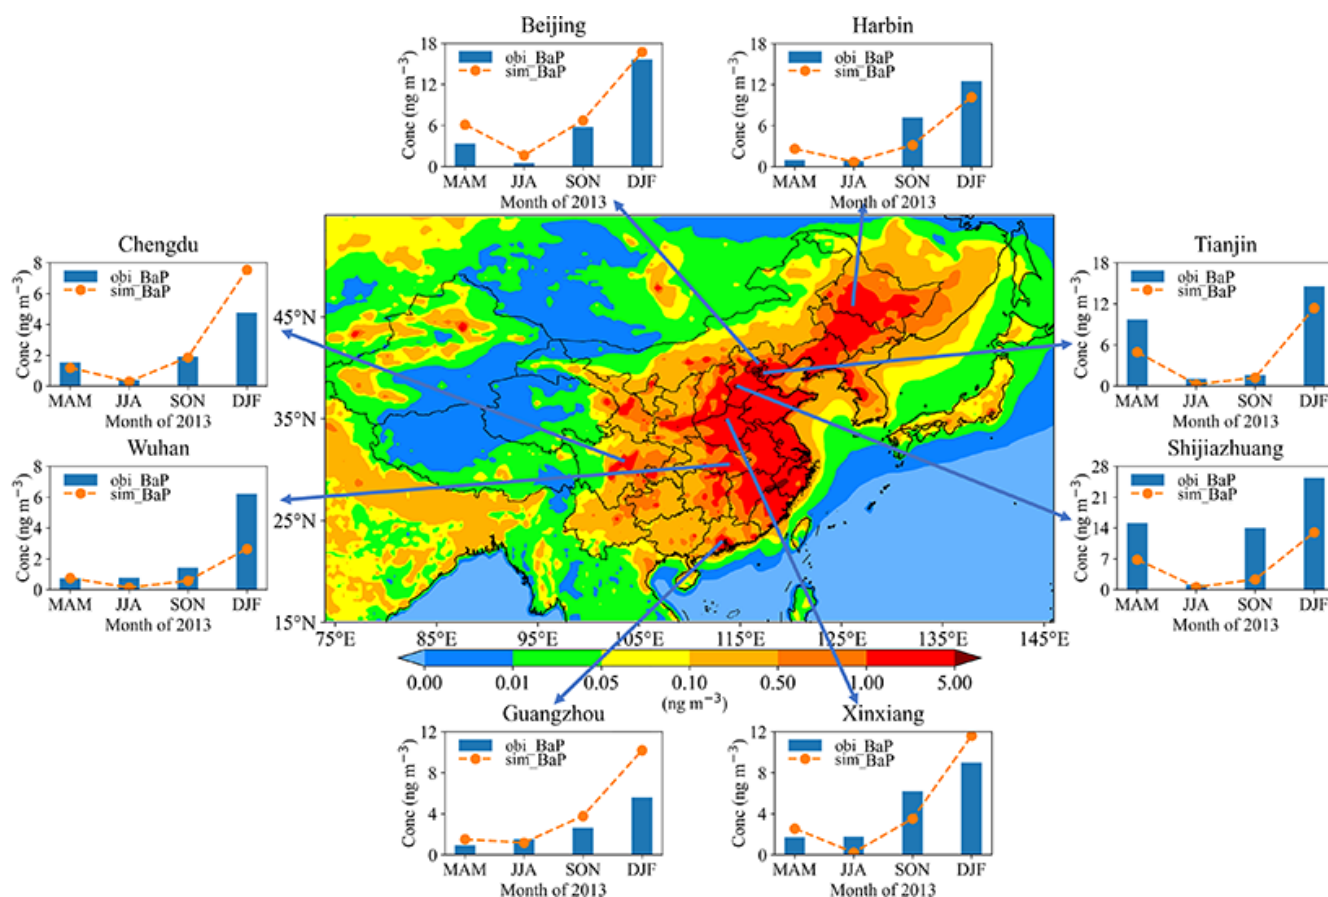 Beijing
18
12
6
0
Conc (ng m⁻³)
obi_BaP
sim_BaP
MAM JJA SON DJF
Month of 2013
Harbin
18
12
6
0
Conc (ng m⁻³)
obi_BaP
sim_BaP
MAM JJA SON DJF
Month of 2013
Chengdu
8
6
4
2
0
Conc (ng m⁻³)
obi_BaP
sim_BaP
MAM JJA SON DJF
Month of 2013
Tianjin
18
12
6
0
Conc (ng m⁻³)
obi_BaP
sim_BaP
MAM JJA SON DJF
Month of 2013
Wuhan
8
6
4
2
0
Conc (ng m⁻³)
obi_BaP
sim_BaP
MAM JJA SON DJF
Month of 2013
Shijiazhuang
28
21
14
7
0
Conc (ng m⁻³)
obi_BaP
sim_BaP
MAM JJA SON DJF
Month of 2013
45°N
35°N
25°N
15°N
75°E 85°E 95°E 105°E 115°E 125°E 135°E 145°E
0.00 0.01 0.05 0.10 0.50 1.00 5.00
(ng m⁻³)
Guangzhou
12
8
4
0
Conc (ng m⁻³)
obi_BaP
sim_BaP
MAM JJA SON DJF
Month of 2013
Xinxiang
12
8
4
0
Conc (ng m⁻³)
obi_BaP
sim_BaP
MAM JJA SON DJF
Month of 2013